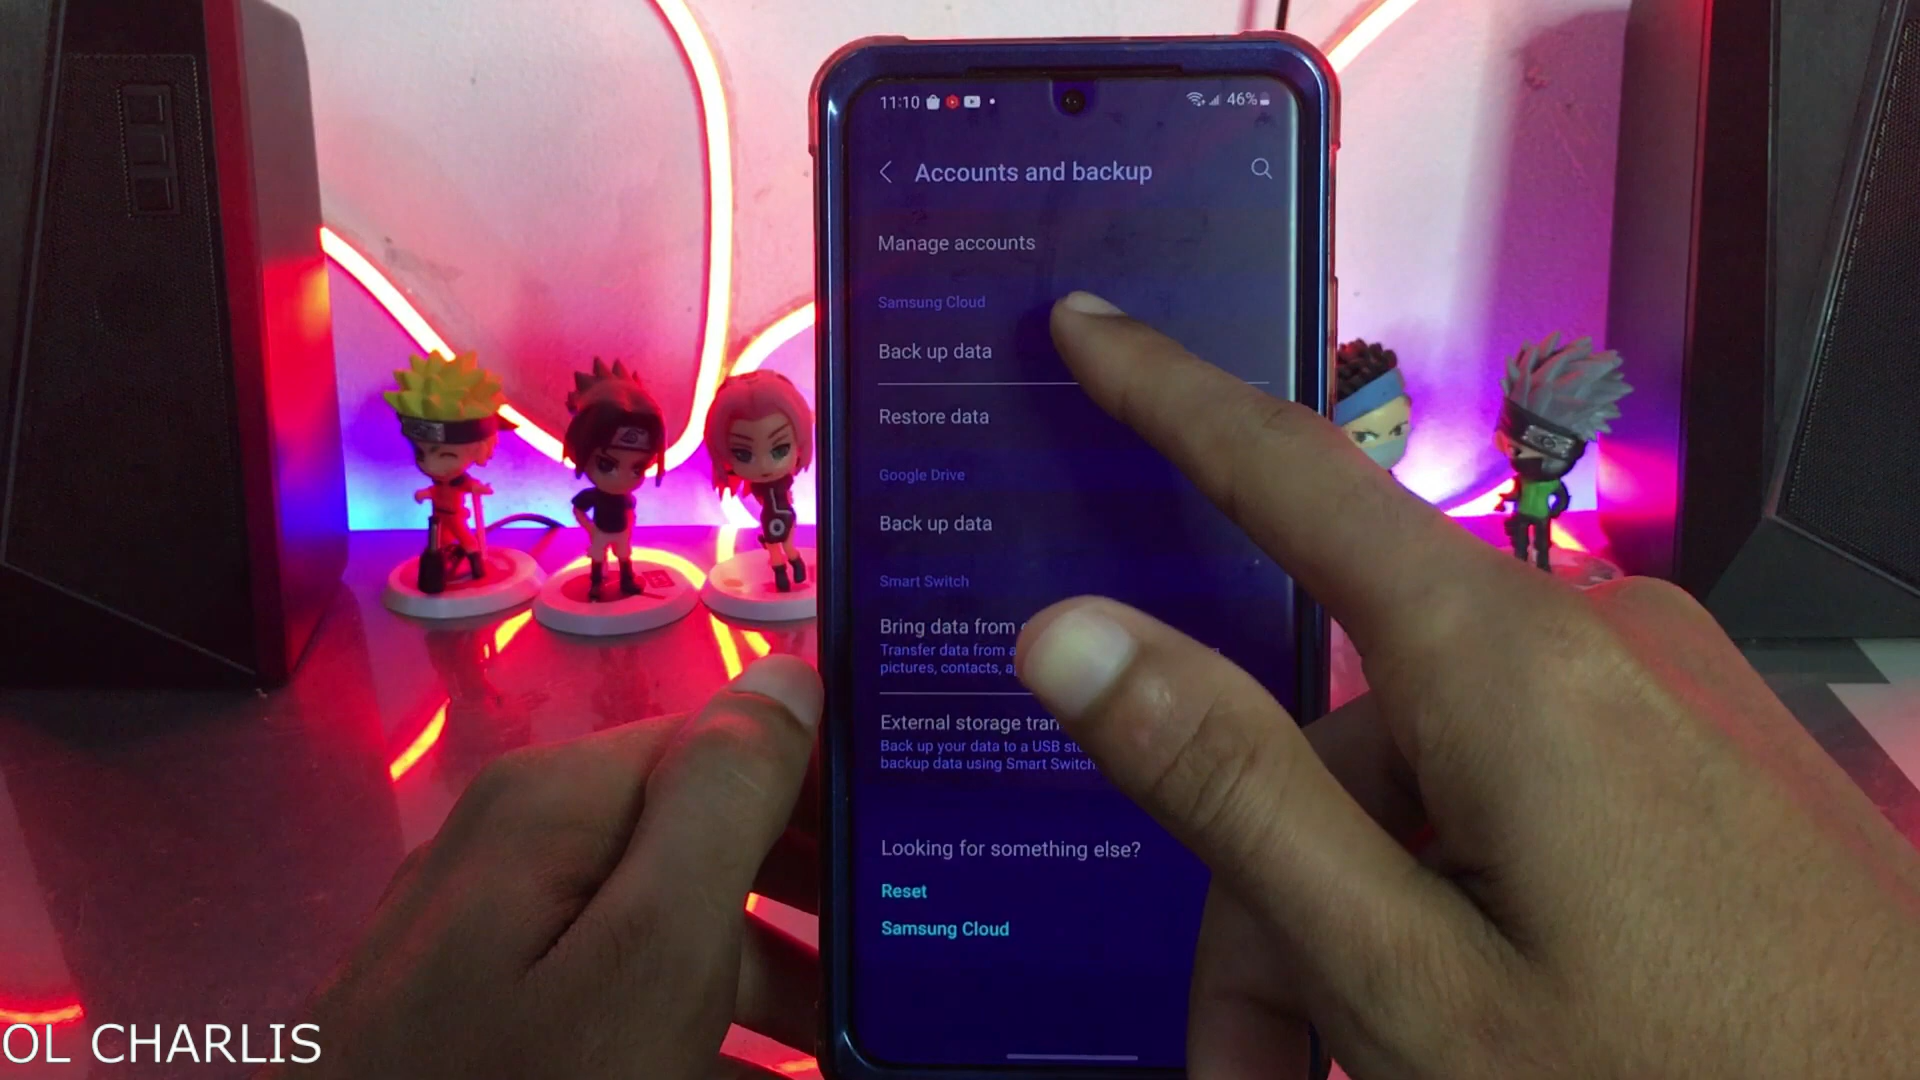 11:10
46%
Accounts and backup
Manage accounts
Samsung Cloud
Back up data
Restore data
Google Drive
Back up data
Smart Switch
Bring data from
Transfer data from
pictures, contacts,
External storage
Back up your data to a USB
backup data using Smart Switch
Looking for something else?
Reset
Samsung Cloud
OL CHARLIS